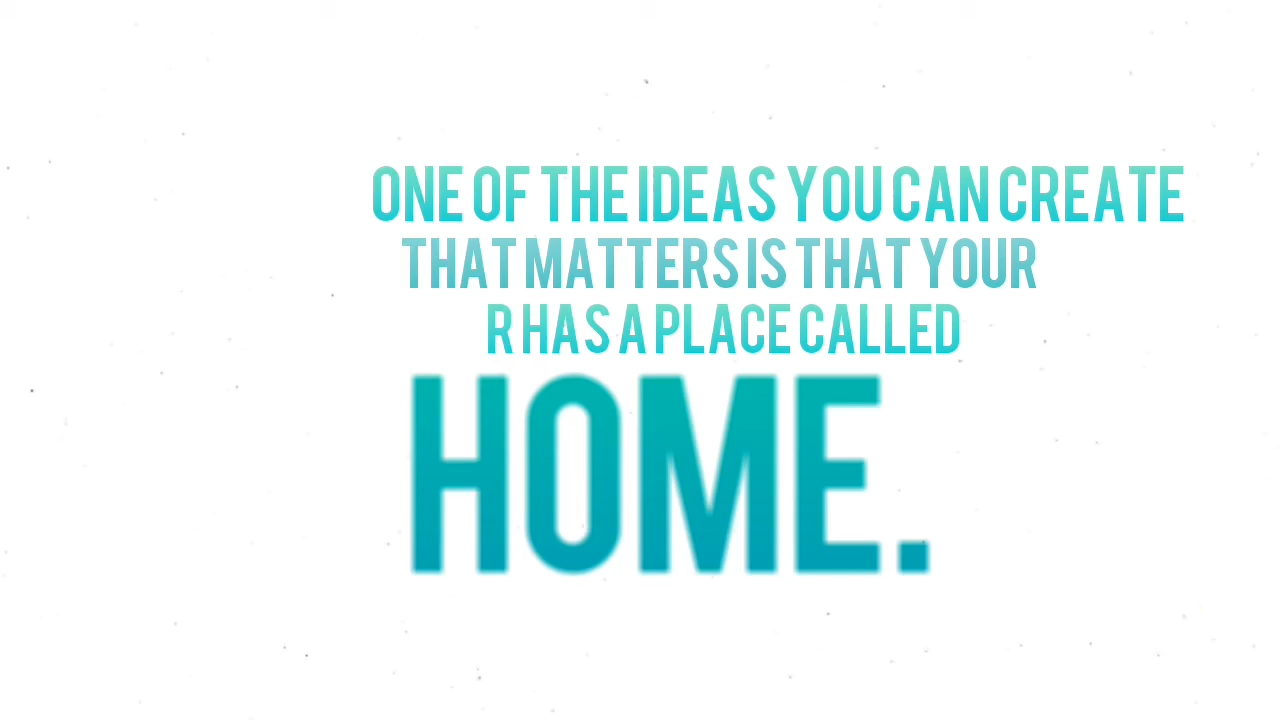 ONE OF THE IDEAS YOU CAN CREATE
THAT MATTERS IS THAT YOUR
R HAS A PLACE CALLED
HOME.